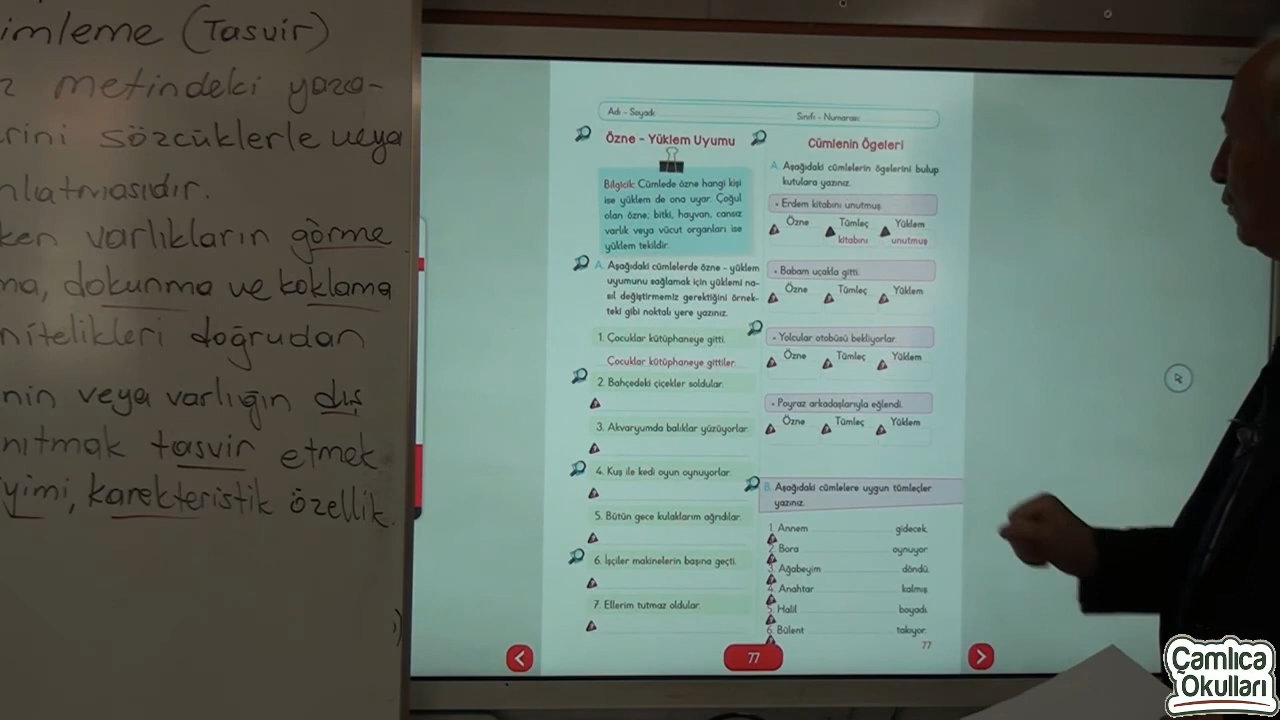 imleme (Tasvir)
z metindeki yaza-
rini sözcüklerle veya
nlatmasıdır.
ken varlıkların görme
ma, dokunma ve koklama
nitelikleri doğrudan
nin veya varlığın dış
nıtmak tasvir etmek
iyimi, karekteristik özellik.
Adı - Soyadı:
Sınıfı - Numarası:
Özne - Yüklem Uyumu
Bilgicik: Cümlede özne hangi kişi
ise yüklem de ona uyar. Çoğul
olan özne; bitki, hayvan, cansız
varlık veya vücut organları ise
yüklem tekildir.
A. Aşağıdaki cümlelerde özne - yüklem
uyumunu sağlamak için yüklemi na-
sıl değiştirmemiz gerektiğini örnek-
teki gibi noktalı yere yazınız.
1. Çocuklar kütüphaneye gitti.
Çocuklar kütüphaneye gittiler.
2. Bahçedeki çiçekler soldular.
3. Akvaryumda balıklar yüzüyorlar.
4. Kuş ile kedi oyun oynuyorlar.
5. Bütün gece kulaklarım ağrıdılar.
6. İşçiler makinelerin başına geçti.
7. Ellerim tutmaz oldular.
Cümlenin Ögeleri
A. Aşağıdaki cümlelerin ögelerini bulup
kutulara yazınız.
- Erdem kitabını unutmuş.
Özne Tümleç Yüklem
kitabını unutmuş
- Babam uçakla gitti.
Özne Tümleç Yüklem
- Yolcular otobüsü bekliyorlar.
Özne Tümleç Yüklem
- Poyraz arkadaşlarıyla eğlendi.
Özne Tümleç Yüklem
B. Aşağıdaki cümlelere uygun tümleçler
yazınız.
1. Annem gidecek.
2. Bora oynuyor.
3. Ağabeyim döndü.
4. Anahtar kalmış.
5. Halil boyadı.
6. Bülent takıyor.
77
77
Çamlıca
Okulları